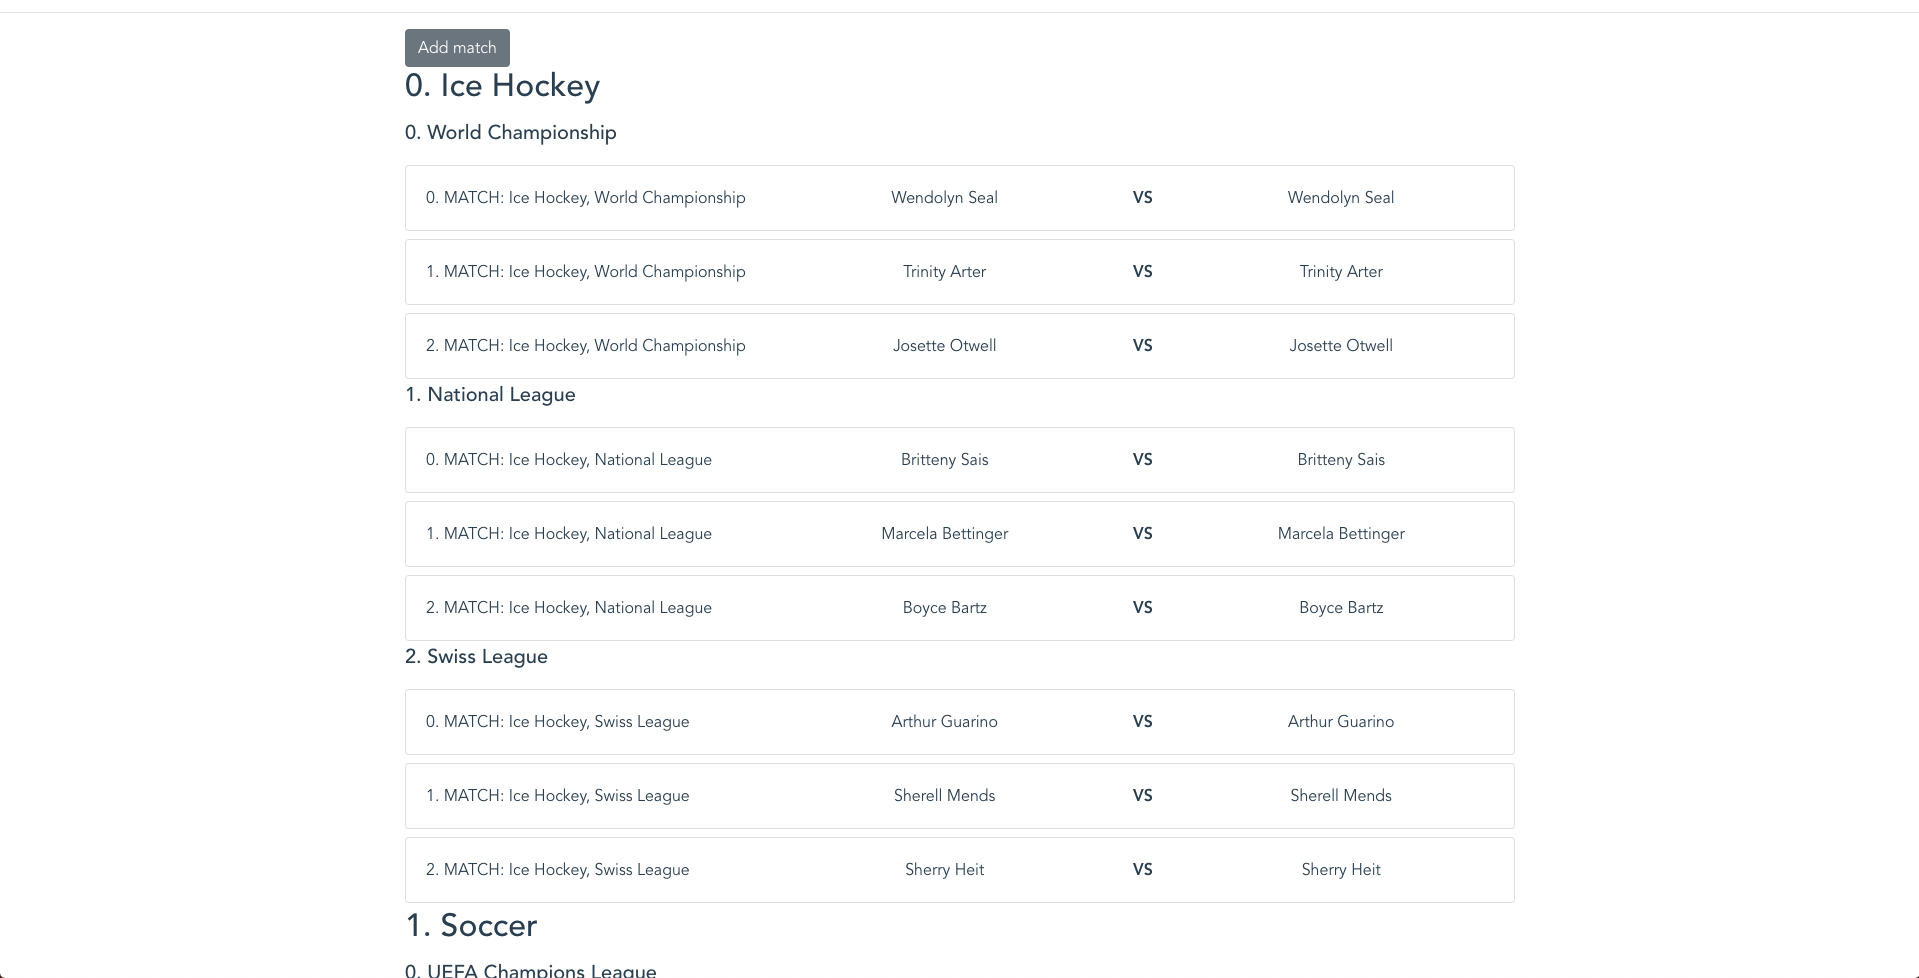 Add match
0. Ice Hockey
0. World Championship
0. MATCH: Ice Hockey, World Championship Wendolyn Seal VS Wendolyn Seal
1. MATCH: Ice Hockey, World Championship Trinity Arter VS Trinity Arter
2. MATCH: Ice Hockey, World Championship Josette Otwell VS Josette Otwell
1. National League
0. MATCH: Ice Hockey, National League Britteny Sais VS Britteny Sais
1. MATCH: Ice Hockey, National League Marcela Bettinger VS Marcela Bettinger
2. MATCH: Ice Hockey, National League Boyce Bartz VS Boyce Bartz
2. Swiss League
0. MATCH: Ice Hockey, Swiss League Arthur Guarino VS Arthur Guarino
1. MATCH: Ice Hockey, Swiss League Sherell Mends VS Sherell Mends
2. MATCH: Ice Hockey, Swiss League Sherry Heit VS Sherry Heit
1. Soccer
0. UEFA Champions League